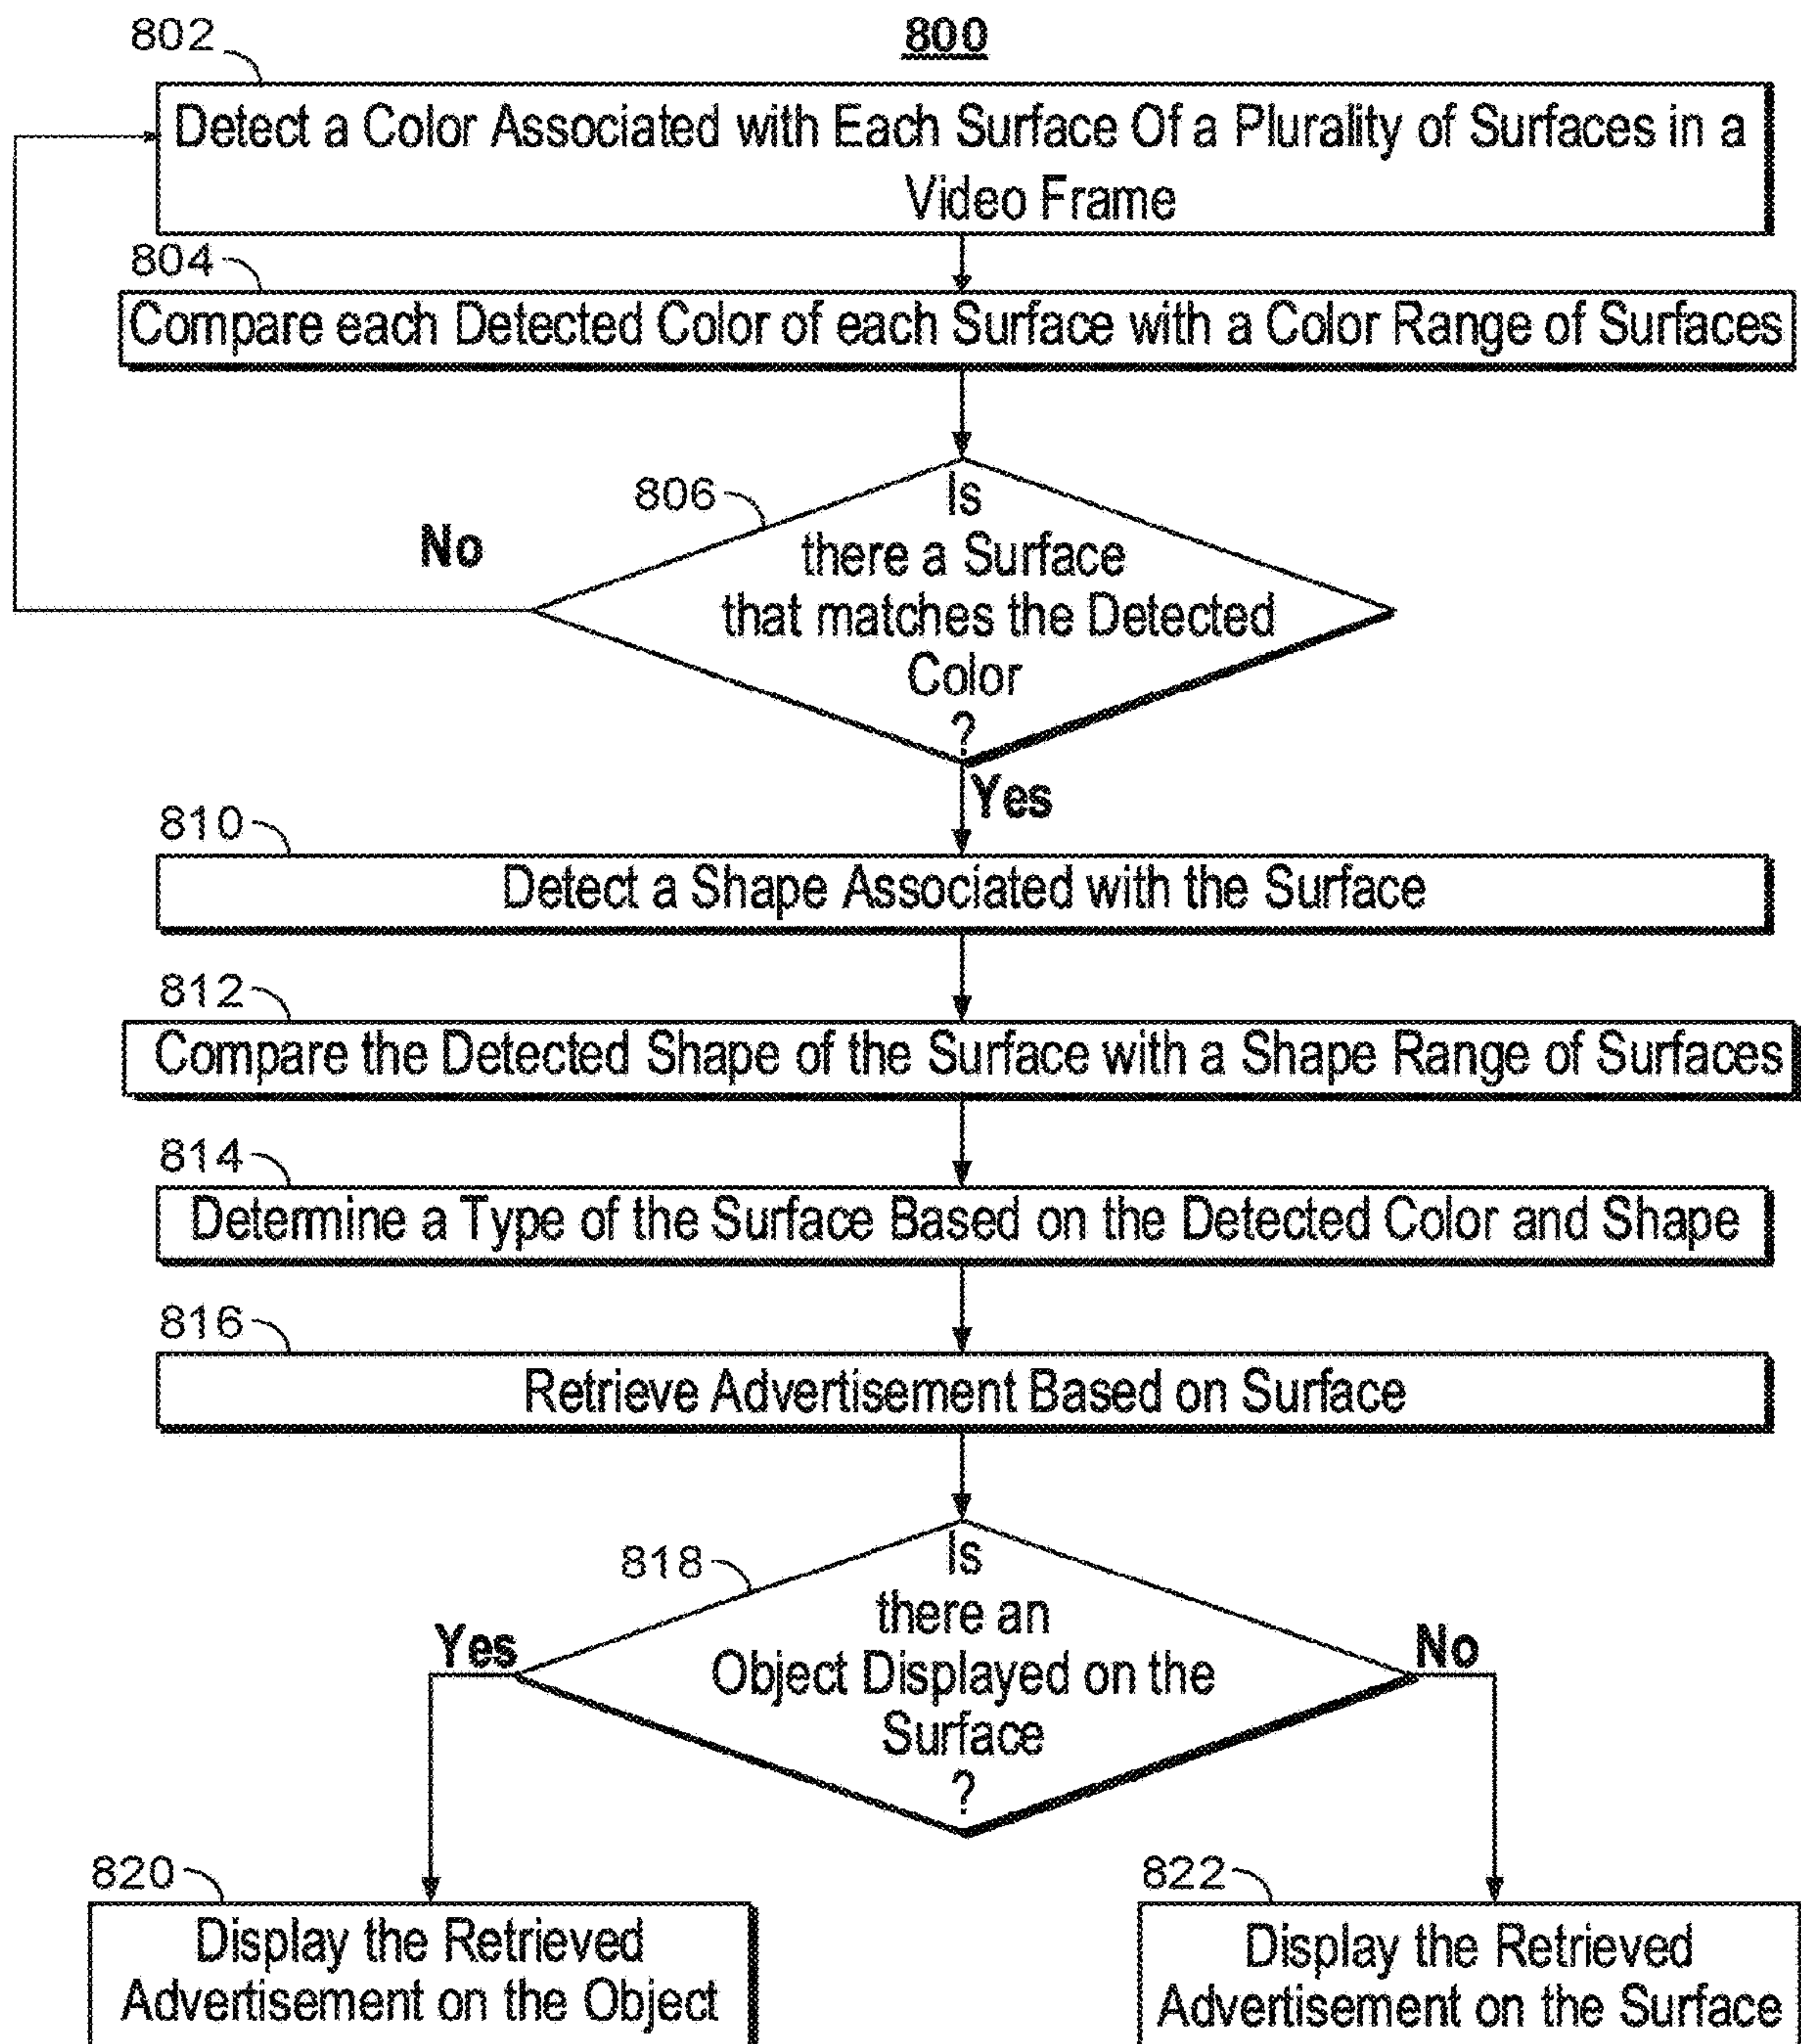 800
802
Detect a Color Associated with Each Surface Of a Plurality of Surfaces in a
Video Frame
804
Compare each Detected Color of each Surface with a Color Range of Surfaces
806
Is
there a Surface
that matches the Detected
Color
?
No
Yes
810
Detect a Shape Associated with the Surface
812
Compare the Detected Shape of the Surface with a Shape Range of Surfaces
814
Determine a Type of the Surface Based on the Detected Color and Shape
816
Retrieve Advertisement Based on Surface
818
Is
there an
Object Displayed on the
Surface
?
Yes
No
820
Display the Retrieved
Advertisement on the Object
822
Display the Retrieved
Advertisement on the Surface